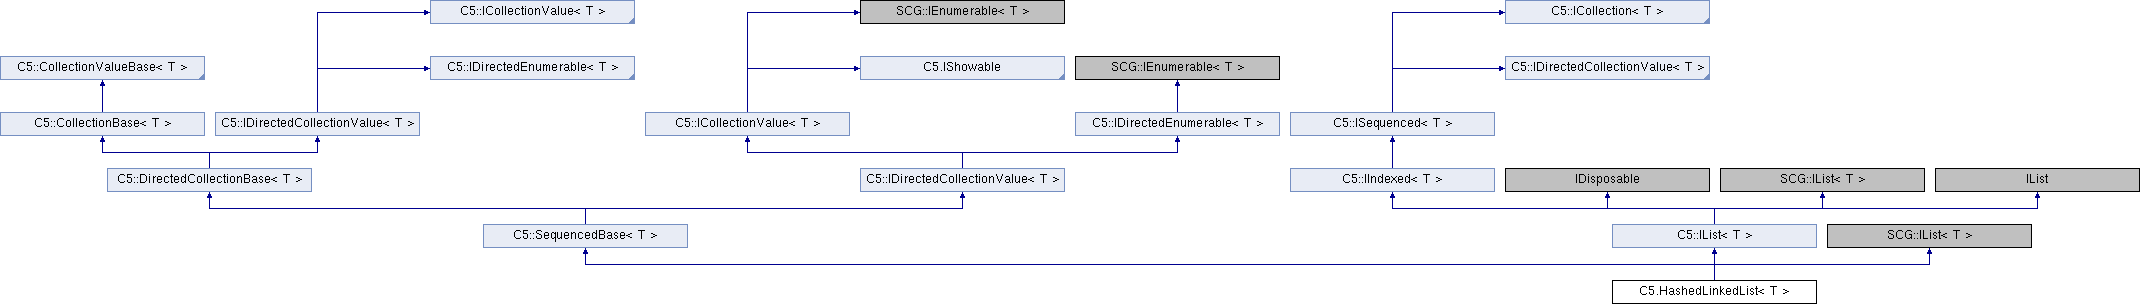 C5::ICollectionValue< T >
SCG::IEnumerable< T >
C5::ICollection< T >
C5::CollectionValueBase< T >
C5::IDirectedEnumerable< T >
C5.IShowable
SCG::IEnumerable< T >
C5::IDirectedCollectionValue< T >
C5::CollectionBase< T >
C5::IDirectedCollectionValue< T >
C5::ICollectionValue< T >
C5::IDirectedEnumerable< T >
C5::ISequenced< T >
C5::DirectedCollectionBase< T >
C5::IDirectedCollectionValue< T >
C5::IIndexed< T >
IDisposable
SCG::IList< T >
IList
C5::SequencedBase< T >
C5::IList< T >
SCG::IList< T >
C5.HashedLinkedList< T >